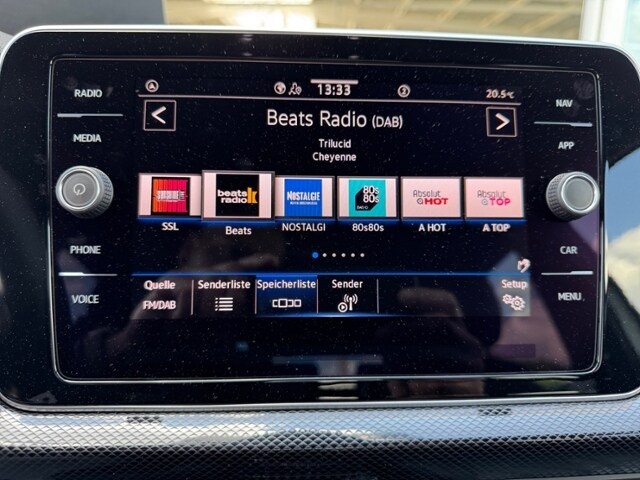 RADIO
MEDIA
PHONE
VOICE
13:33
20.5°C
Beats Radio (DAB)
Trilucid
Cheyenne
beats
radio
NOSTALGIE
80s
80s
Absolut
HOT
Absolut
TOP
SSL
Beats
NOSTALGI
80s80s
A HOT
A TOP
Quelle
FM/DAB
Senderliste
Speicherliste
Sender
Setup
NAV
APP
CAR
MENU